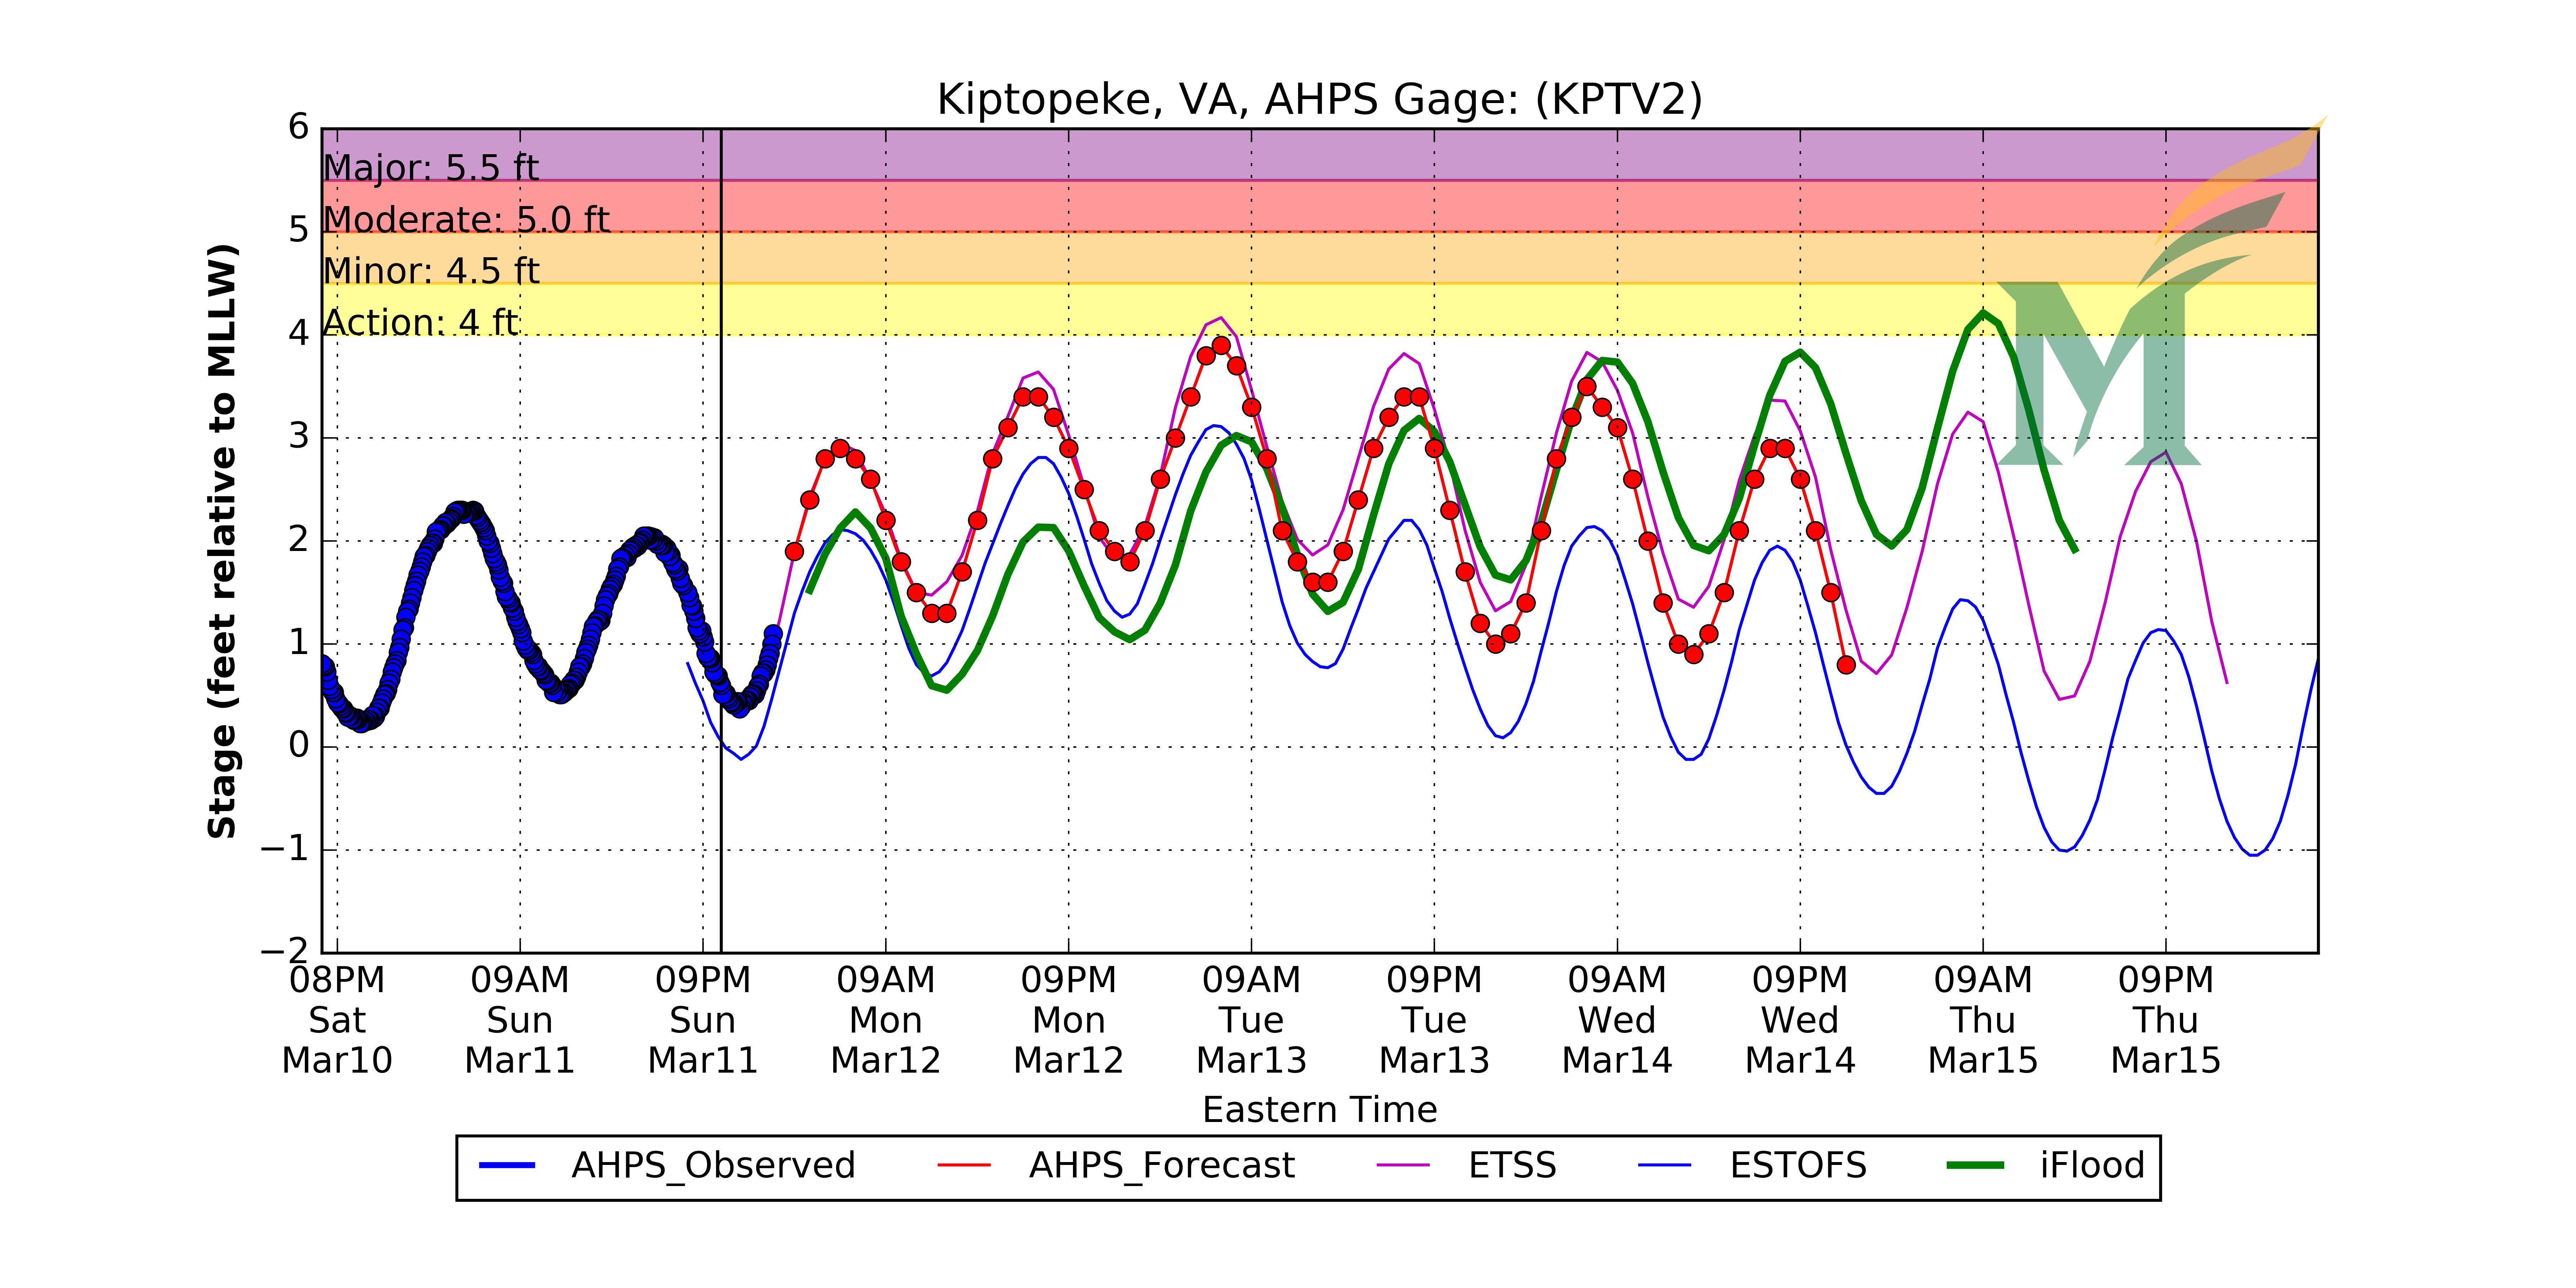 Kiptopeke, VA, AHPS Gage: (KPTV2)
6
5
4
3
2
1
0
−1
−2
Stage (feet relative to MLLW)
Major: 5.5 ft
Moderate: 5.0 ft
Minor: 4.5 ft
Action: 4 ft
M
08PM 09AM 09PM 09AM 09PM 09AM 09PM 09AM 09PM 09AM 09PM
Sat Sun Sun Mon Mon Tue Tue Wed Wed Thu Thu
Mar10 Mar11 Mar11 Mar12 Mar12 Mar13 Mar13 Mar14 Mar14 Mar15 Mar15
Eastern Time
AHPS_Observed AHPS_Forecast ETSS ESTOFS iFlood